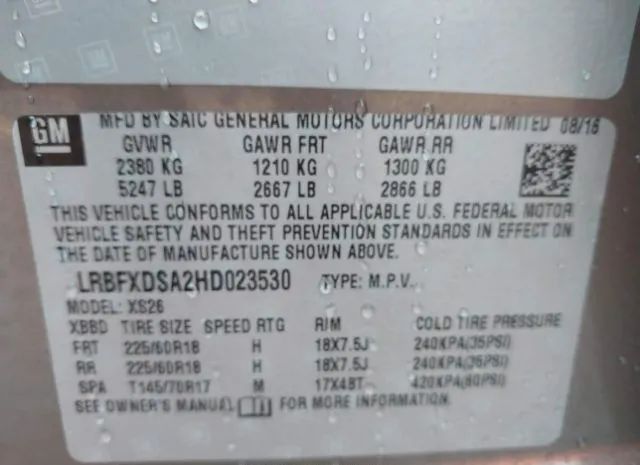 GM
MFD BY SAIC GENERAL MOTORS CORPORATION LIMITED 08/16
GVWR GAWR FRT GAWR RR
2380 KG 1210 KG 1300 KG
5247 LB 2667 LB 2866 LB
THIS VEHICLE CONFORMS TO ALL APPLICABLE U.S. FEDERAL MOTOR
VEHICLE SAFETY AND THEFT PREVENTION STANDARDS IN EFFECT ON
THE DATE OF MANUFACTURE SHOWN ABOVE.
LRBFXDSA2HD023530 TYPE: M.P.V.
MODEL: XS26
XBBD TIRE SIZE SPEED RTG RIM COLD TIRE PRESSURE
FRT 225/60R18 H 18X7.5J 240KPA(35PSI)
RR 225/60R18 H 18X7.5J 240KPA(35PSI)
SPA T145/70R17 M 17X4BT 420KPA(60PSI)
SEE OWNER'S MANUAL FOR MORE INFORMATION.